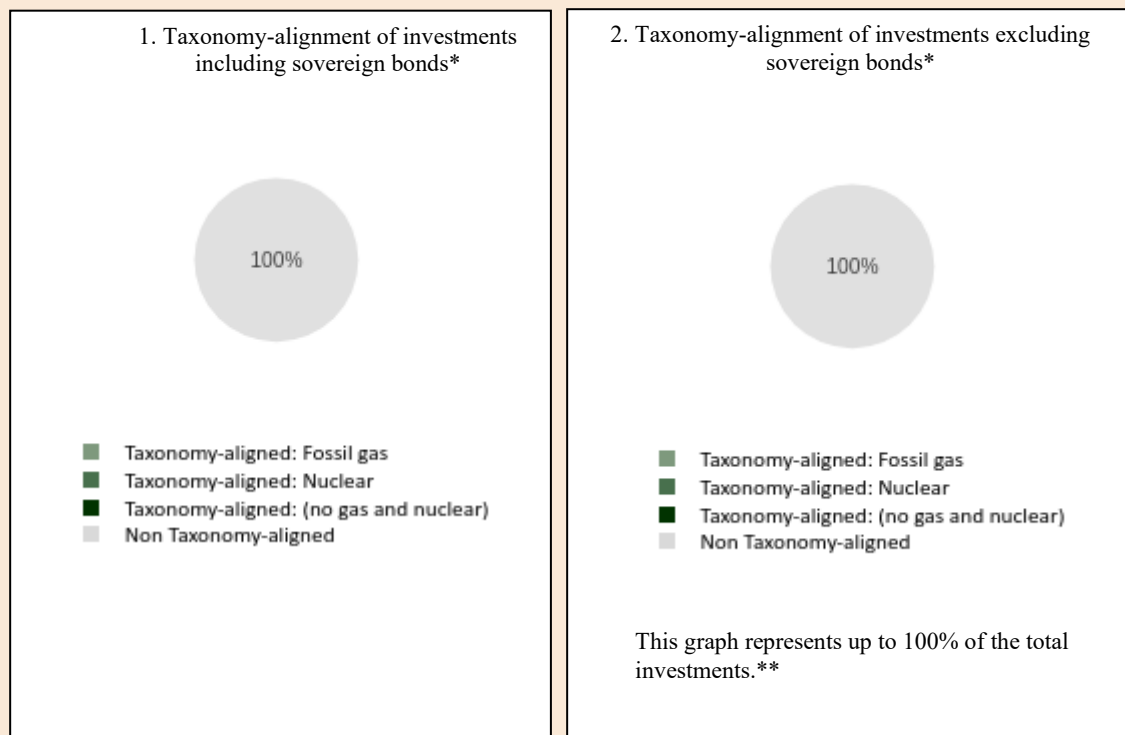 1. Taxonomy-alignment of investments
including sovereign bonds*
100%
Taxonomy-aligned: Fossil gas
Taxonomy-aligned: Nuclear
Taxonomy-aligned: (no gas and nuclear)
Non Taxonomy-aligned
2. Taxonomy-alignment of investments excluding
sovereign bonds*
100%
Taxonomy-aligned: Fossil gas
Taxonomy-aligned: Nuclear
Taxonomy-aligned: (no gas and nuclear)
Non Taxonomy-aligned
This graph represents up to 100% of the total
investments.**